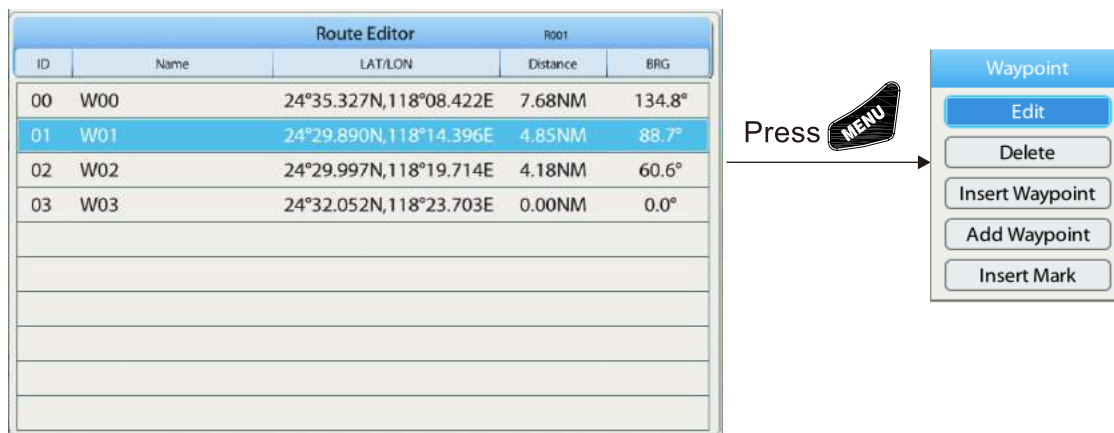 Route Editor R001
ID Name LAT/LON Distance BRG
00 W00 24°35.327N,118°08.422E 7.68NM 134.8°
01 W01 24°29.890N,118°14.396E 4.85NM 88.7°
02 W02 24°29.997N,118°19.714E 4.18NM 60.6°
03 W03 24°32.052N,118°23.703E 0.00NM 0.0°
Press MENU
Waypoint
Edit
Delete
Insert Waypoint
Add Waypoint
Insert Mark